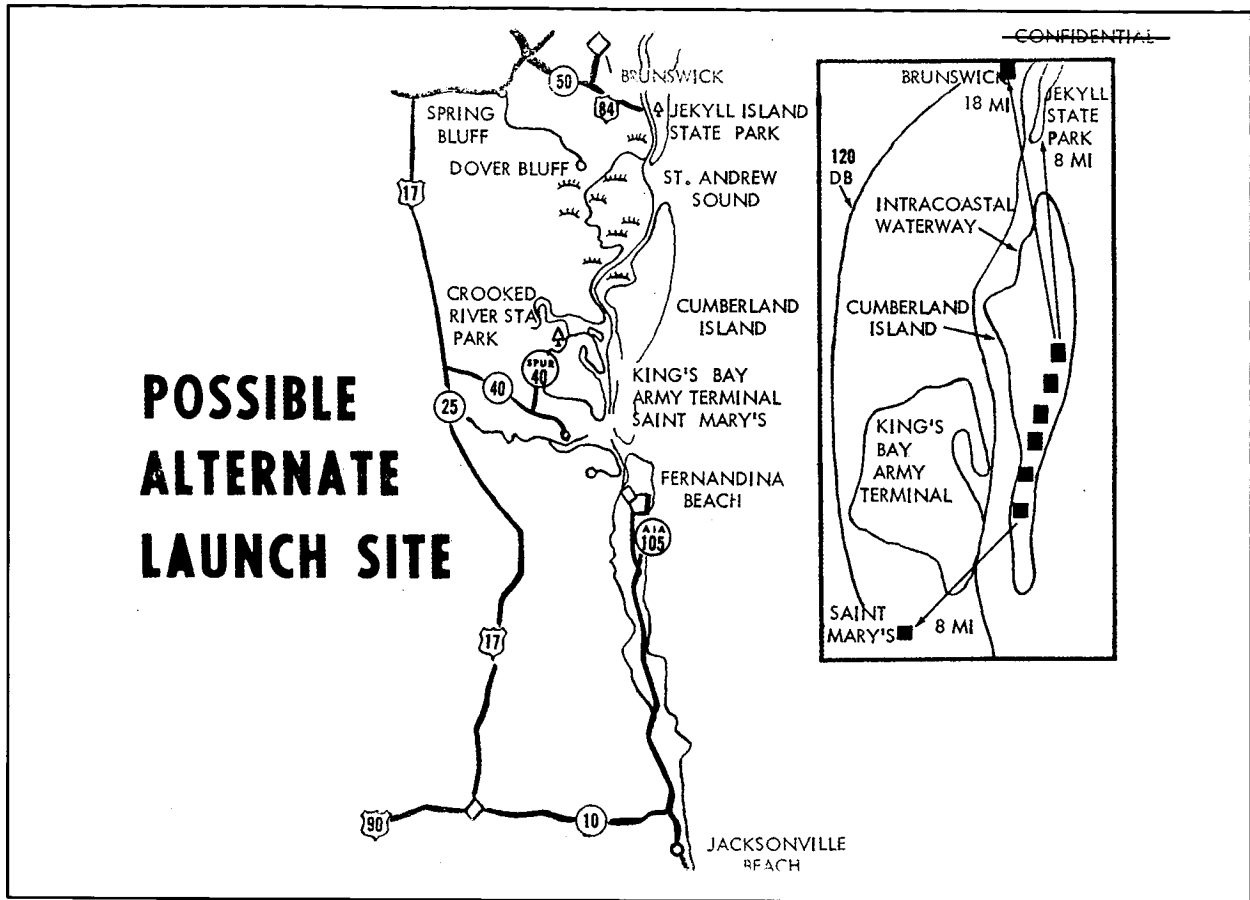 CONFIDENTIAL
POSSIBLE
ALTERNATE
LAUNCH SITE
50
BRUNSWICK
84
JEKYLL ISLAND
STATE PARK
SPRING
BLUFF
DOVER BLUFF
17
ST. ANDREW
SOUND
CROOKED
RIVER STA
PARK
CUMBERLAND
ISLAND
SPUR
40
40
25
KING'S BAY
ARMY TERMINAL
SAINT MARY'S
FERNANDINA
BEACH
AIA
105
17
90
10
JACKSONVILLE
BEACH
BRUNSWICK
18 MI
JEKYLL
STATE
PARK
8 MI
120
DB
INTRACOASTAL
WATERWAY
CUMBERLAND
ISLAND
KING'S
BAY
ARMY
TERMINAL
SAINT
MARY'S
8 MI